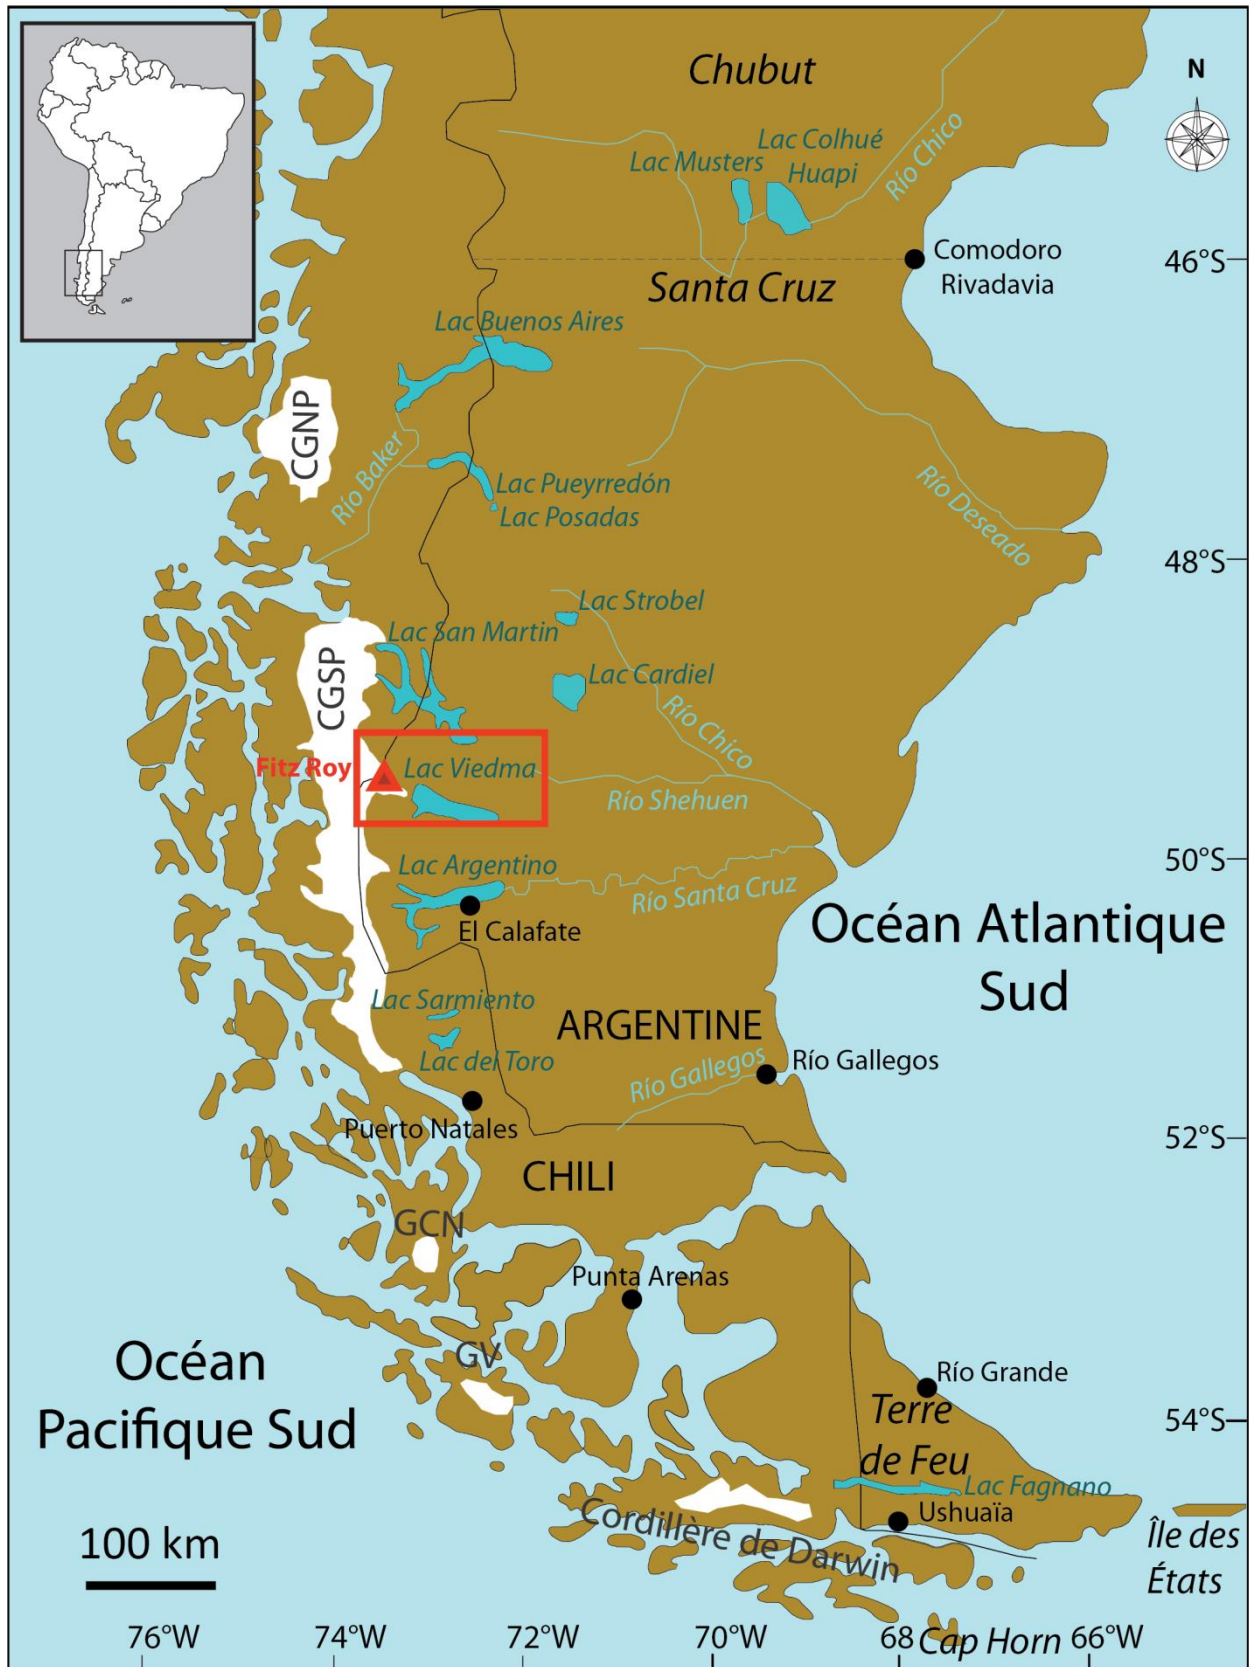 Chubut
N
Lac Colhué
Huapi
Lac Musters
Río Chico
46°S
Comodoro
Rivadavia
Santa Cruz
Lac Buenos Aires
CGNP
Río Baker
Lac Pueyrredón
Lac Posadas
Río Deseado
48°S
Lac Strobel
Lac San Martin
CGSP
Lac Cardiel
Río Chico
Fitz Roy
Lac Viedma
Río Shehuen
50°S
Lac Argentino
Río Santa Cruz
El Calafate
Océan Atlantique
Sud
Lac Sarmiento
ARGENTINE
Lac del Toro
Río Gallegos
Río Gallegos
Puerto Natales
52°S
CHILI
GCN
Punta Arenas
GV
Océan
Pacifique Sud
Río Grande
Terre
de Feu
54°S
Lac Fagnano
Ushuaïa
Cordillère de Darwin
Île des
États
100 km
76°W
74°W
72°W
70°W
68
Cap Horn
66°W